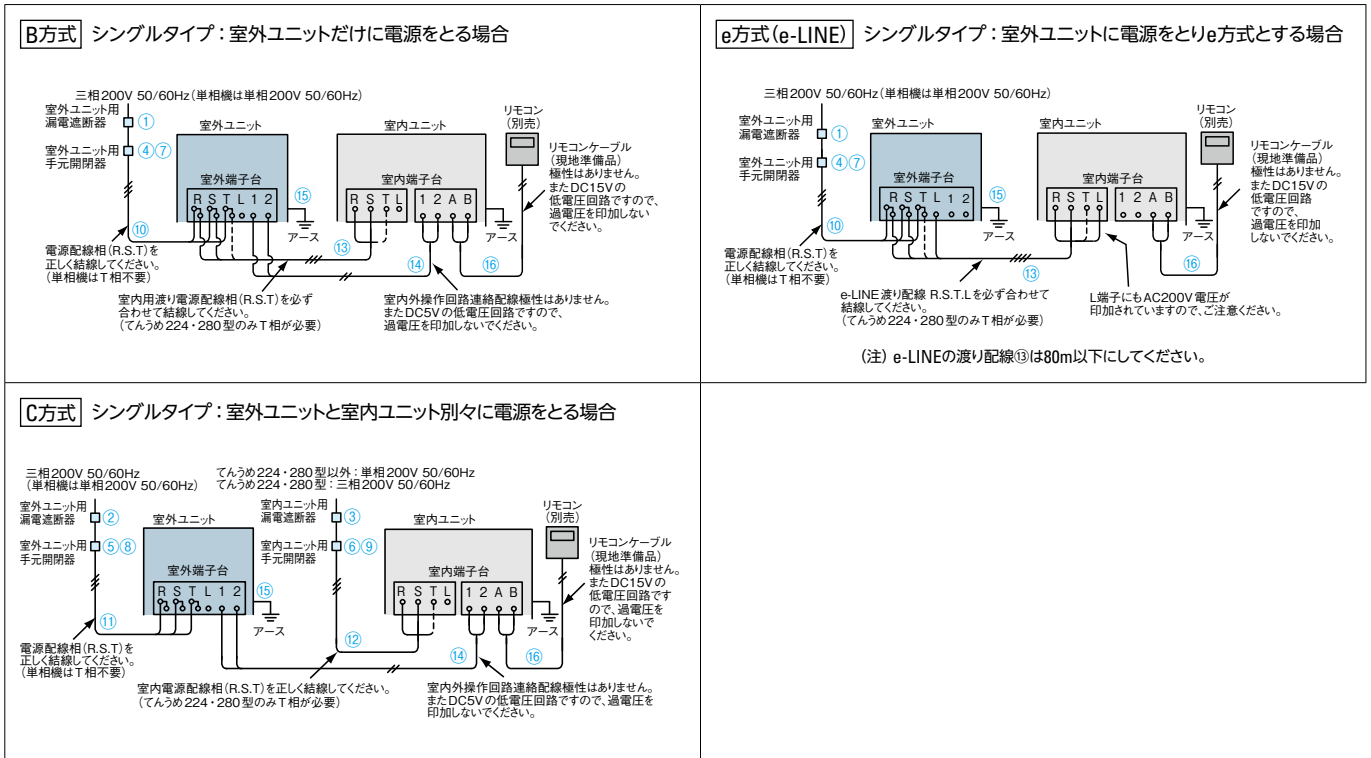 B方式 シングルタイプ：室外ユニットだけに電源をとる場合
三相200V 50/60Hz（単相機は単相200V 50/60Hz）
室外ユニット用
漏電遮断器
①
室外ユニット用
手元開閉器
④⑦
室外ユニット
室外端子台
R S T L 1 2
⑮
アース
室内ユニット
室内端子台
R S T L
1 2 A B
アース
リモコン
（別売）
リモコンケーブル
（現地準備品）
極性はありません。
またDC15Vの
低電圧回路ですので、
過電圧を印加しない
でください。
⑩
⑬
⑭
⑯
電源配線相（R.S.T）を
正しく結線してください。
（単相機はT相不要）
室内用渡り電源配線相（R.S.T）を必ず
合わせて結線してください。
（てんうめ224・280型のみT相が必要）
室内外操作回路連絡配線極性はありません。
またDC5Vの低電圧回路ですので、
過電圧を印加しないでください。
e方式（e-LINE） シングルタイプ：室外ユニットに電源をとりe方式とする場合
三相200V 50/60Hz（単相機は単相200V 50/60Hz）
室外ユニット用
漏電遮断器
①
室外ユニット用
手元開閉器
④⑦
室外ユニット
室外端子台
R S T L 1 2
⑮
アース
室内ユニット
室内端子台
R S T L
1 2 A B
アース
リモコン
（別売）
リモコンケーブル
（現地準備品）
極性はありません。
またDC15Vの
低電圧回路
ですので、
過電圧を印加
しないでください。
⑩
⑬
⑯
電源配線相（R.S.T）を
正しく結線してください。
（単相機はT相不要）
e-LINE渡り配線 R.S.T.Lを必ず合わせて
結線してください。
（てんうめ224・280型のみT相が必要）
L端子にもAC200V電圧が
印加されていますので、ご注意ください。
（注）e-LINEの渡り配線⑬は80m以下にしてください。
C方式 シングルタイプ：室外ユニットと室内ユニット別々に電源をとる場合
三相200V 50/60Hz
（単相機は単相200V 50/60Hz）
てんうめ224・280型以外：単相200V 50/60Hz
てんうめ224・280型：三相200V 50/60Hz
室外ユニット用
漏電遮断器
②
室外ユニット用
手元開閉器
⑤⑧
室外ユニット
室外端子台
R S T L 1 2
⑮
アース
室内ユニット用
漏電遮断器
③
室内ユニット用
手元開閉器
⑥⑨
室内ユニット
室内端子台
R S T L
1 2 A B
アース
リモコン
（別売）
リモコンケーブル
（現地準備品）
極性はありません。
またDC15Vの
低電圧回路です
ので、過電圧を
印加しないで
ください。
⑪
⑫
⑭
⑯
電源配線相（R.S.T）を
正しく結線してください。
（単相機はT相不要）
室内電源配線相（R.S.T）を正しく結線してください。
（てんうめ224・280型のみT相が必要）
室内外操作回路連絡配線極性はありません。
またDC5Vの低電圧回路ですので、過電圧を
印加しないでください。